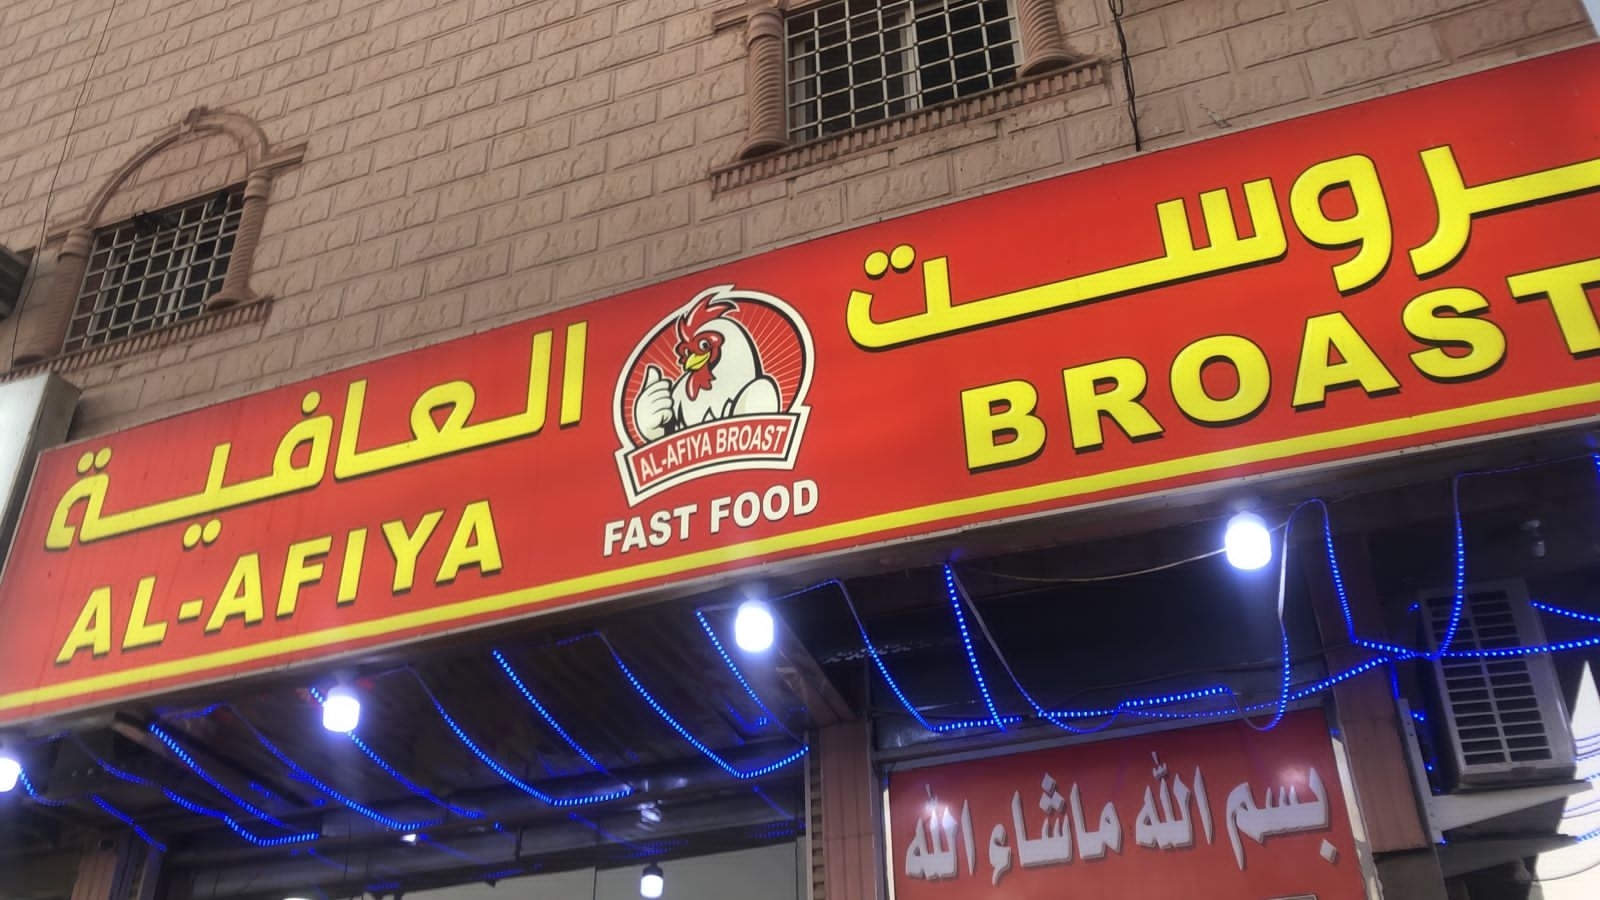 بروست العافية
BROAST
AL-AFIYA
AL-AFIYA BROAST
FAST FOOD
بسم الله ماشاء الله